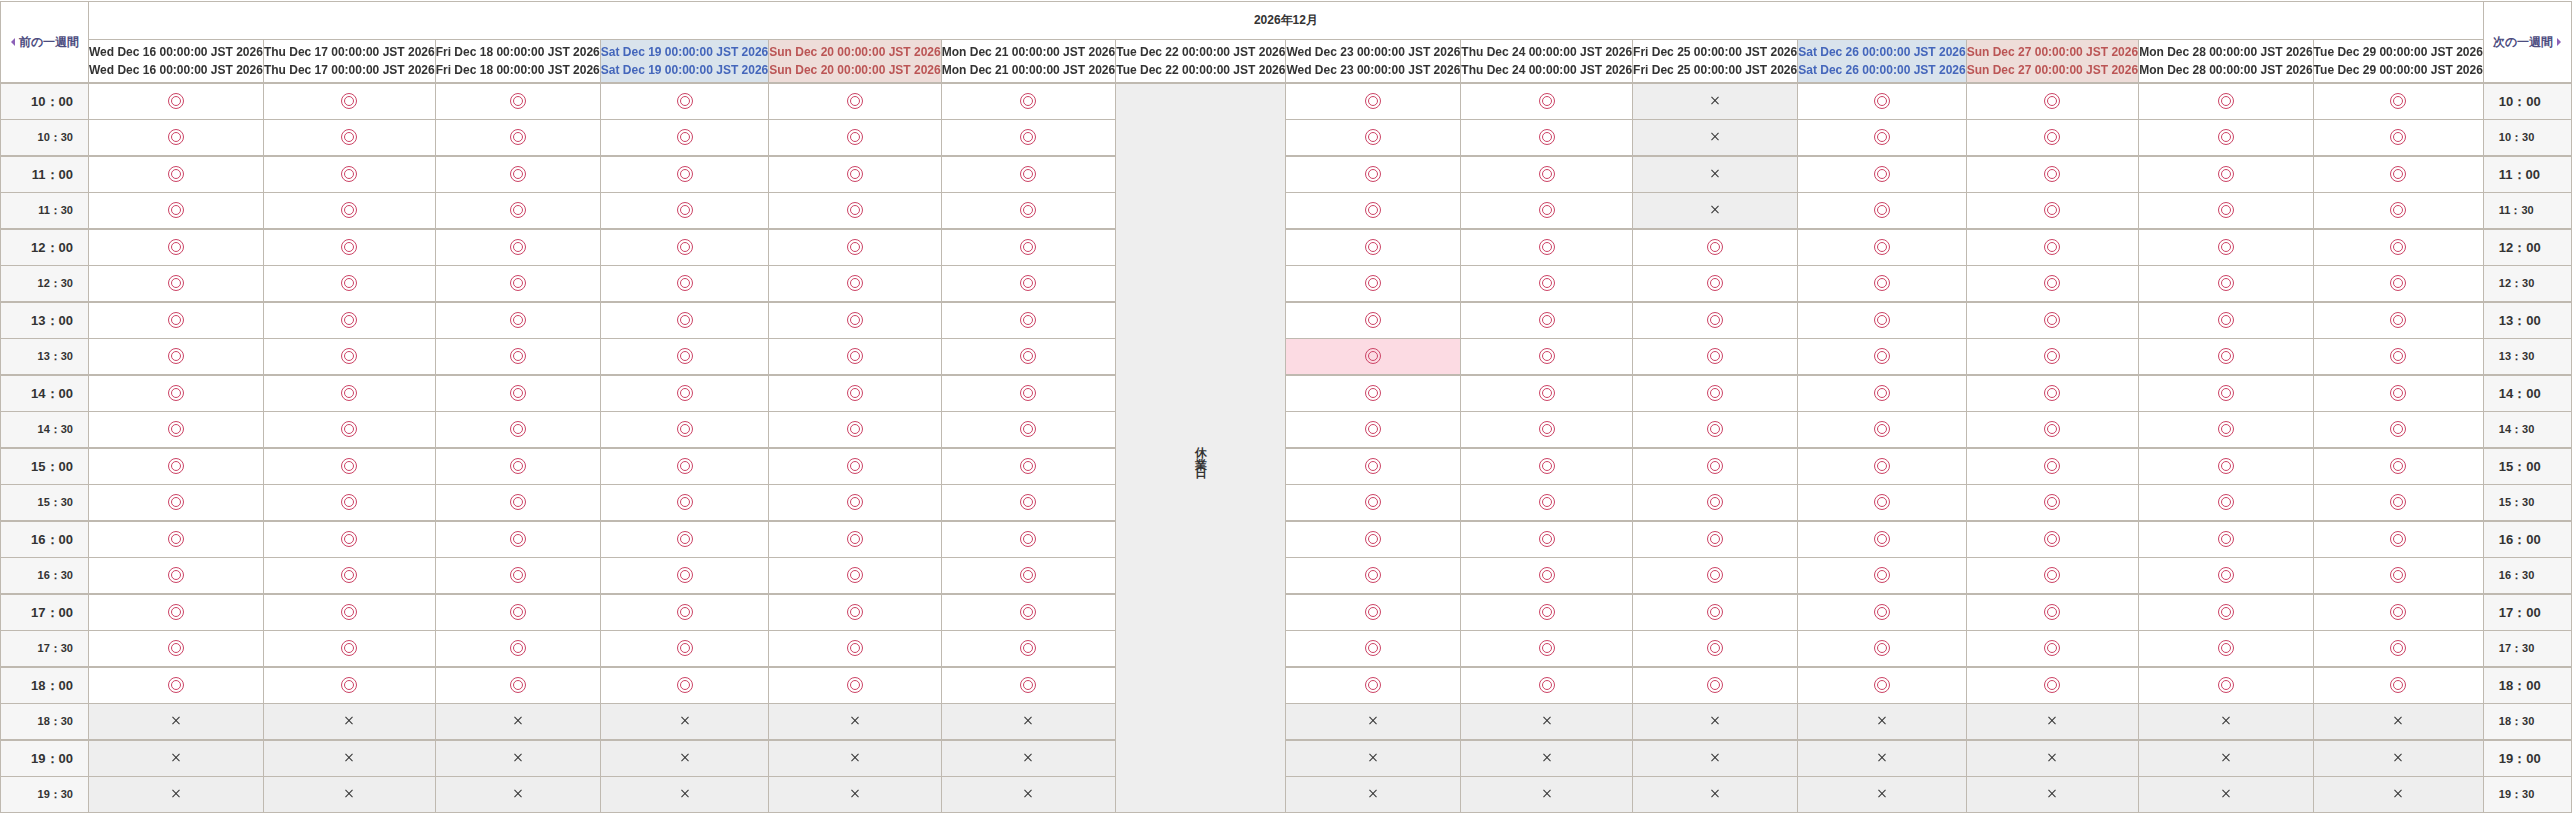 2026年12月
前の一週間
次の一週間
Wed Dec 16 00:00:00 JST 2026 Thu Dec 17 00:00:00 JST 2026 Fri Dec 18 00:00:00 JST 2026 Sat Dec 19 00:00:00 JST 2026 Sun Dec 20 00:00:00 JST 2026 Mon Dec 21 00:00:00 JST 2026 Tue Dec 22 00:00:00 JST 2026 Wed Dec 23 00:00:00 JST 2026 Thu Dec 24 00:00:00 JST 2026 Fri Dec 25 00:00:00 JST 2026 Sat Dec 26 00:00:00 JST 2026 Sun Dec 27 00:00:00 JST 2026 Mon Dec 28 00:00:00 JST 2026 Tue Dec 29 00:00:00 JST 2026
Wed Dec 16 00:00:00 JST 2026 Thu Dec 17 00:00:00 JST 2026 Fri Dec 18 00:00:00 JST 2026 Sat Dec 19 00:00:00 JST 2026 Sun Dec 20 00:00:00 JST 2026 Mon Dec 21 00:00:00 JST 2026 Tue Dec 22 00:00:00 JST 2026 Wed Dec 23 00:00:00 JST 2026 Thu Dec 24 00:00:00 JST 2026 Fri Dec 25 00:00:00 JST 2026 Sat Dec 26 00:00:00 JST 2026 Sun Dec 27 00:00:00 JST 2026 Mon Dec 28 00:00:00 JST 2026 Tue Dec 29 00:00:00 JST 2026
10：00 ◎ ◎ ◎ ◎ ◎ ◎ ◎ ◎ × ◎ ◎ ◎ ◎ 10：00
10：30 ◎ ◎ ◎ ◎ ◎ ◎ ◎ ◎ × ◎ ◎ ◎ ◎ 10：30
11：00 ◎ ◎ ◎ ◎ ◎ ◎ ◎ ◎ × ◎ ◎ ◎ ◎ 11：00
11：30 ◎ ◎ ◎ ◎ ◎ ◎ ◎ ◎ × ◎ ◎ ◎ ◎ 11：30
12：00 ◎ ◎ ◎ ◎ ◎ ◎ ◎ ◎ ◎ ◎ ◎ ◎ ◎ 12：00
12：30 ◎ ◎ ◎ ◎ ◎ ◎ ◎ ◎ ◎ ◎ ◎ ◎ ◎ 12：30
13：00 ◎ ◎ ◎ ◎ ◎ ◎ ◎ ◎ ◎ ◎ ◎ ◎ ◎ 13：00
13：30 ◎ ◎ ◎ ◎ ◎ ◎ ◎ ◎ ◎ ◎ ◎ ◎ ◎ 13：30
14：00 ◎ ◎ ◎ ◎ ◎ ◎ ◎ ◎ ◎ ◎ ◎ ◎ ◎ 14：00
14：30 ◎ ◎ ◎ ◎ ◎ ◎ ◎ ◎ ◎ ◎ ◎ ◎ ◎ 14：30
休業日
15：00 ◎ ◎ ◎ ◎ ◎ ◎ ◎ ◎ ◎ ◎ ◎ ◎ ◎ 15：00
15：30 ◎ ◎ ◎ ◎ ◎ ◎ ◎ ◎ ◎ ◎ ◎ ◎ ◎ 15：30
16：00 ◎ ◎ ◎ ◎ ◎ ◎ ◎ ◎ ◎ ◎ ◎ ◎ ◎ 16：00
16：30 ◎ ◎ ◎ ◎ ◎ ◎ ◎ ◎ ◎ ◎ ◎ ◎ ◎ 16：30
17：00 ◎ ◎ ◎ ◎ ◎ ◎ ◎ ◎ ◎ ◎ ◎ ◎ ◎ 17：00
17：30 ◎ ◎ ◎ ◎ ◎ ◎ ◎ ◎ ◎ ◎ ◎ ◎ ◎ 17：30
18：00 ◎ ◎ ◎ ◎ ◎ ◎ ◎ ◎ ◎ ◎ ◎ ◎ ◎ 18：00
18：30 × × × × × × × × × × × × × 18：30
19：00 × × × × × × × × × × × × × 19：00
19：30 × × × × × × × × × × × × × 19：30